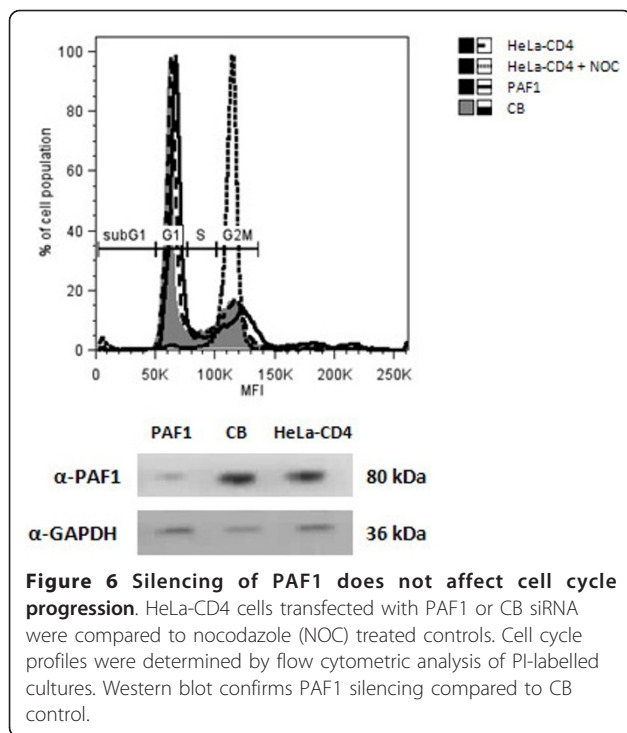 100
80
60
40
20
0
% of cell population
subG1 G1 S G2M
0 50K 100K 150K 200K 250K
MFI
HeLa-CD4
HeLa-CD4 + NOC
PAF1
CB
PAF1 CB HeLa-CD4
α-PAF1 80 kDa
α-GAPDH 36 kDa
Figure 6 Silencing of PAF1 does not affect cell cycle
progression. HeLa-CD4 cells transfected with PAF1 or CB siRNA
were compared to nocodazole (NOC) treated controls. Cell cycle
profiles were determined by flow cytometric analysis of PI-labelled
cultures. Western blot confirms PAF1 silencing compared to CB
control.